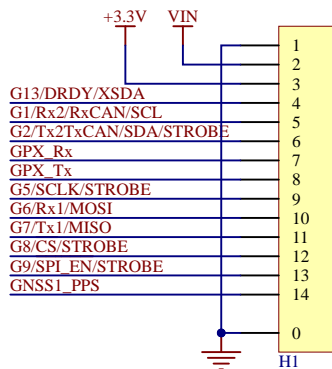 +3.3V VIN
1
2
3
G13/DRDY/XSDA 4
G1/Rx2/RxCAN/SCL 5
G2/Tx2TxCAN/SDA/STROBE 6
GPX_Rx 7
GPX_Tx 8
G5/SCLK/STROBE 9
G6/Rx1/MOSI 10
G7/Tx1/MISO 11
G8/CS/STROBE 12
G9/SPI_EN/STROBE 13
GNSS1_PPS 14
0
H1